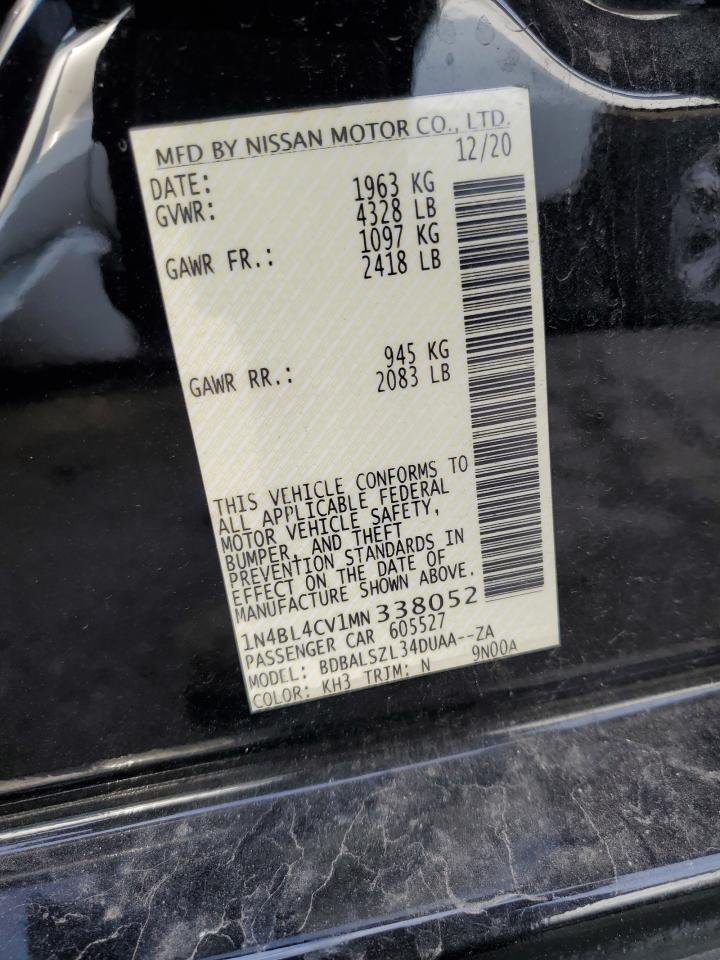 MFD BY NISSAN MOTOR CO., LTD.
DATE: 12/20
GVWR: 1963 KG
4328 LB
GAWR FR.: 1097 KG
2418 LB
GAWR RR.: 945 KG
2083 LB
THIS VEHICLE CONFORMS TO
ALL APPLICABLE FEDERAL
MOTOR VEHICLE SAFETY,
BUMPER, AND THEFT
PREVENTION STANDARDS IN
EFFECT ON THE DATE OF
MANUFACTURE SHOWN ABOVE.
1N4BL4CV1MN338052
PASSENGER CAR 605527
MODEL: BDBALSZL34DUAA--ZA
COLOR: KH3 TRIM: N 9N00A